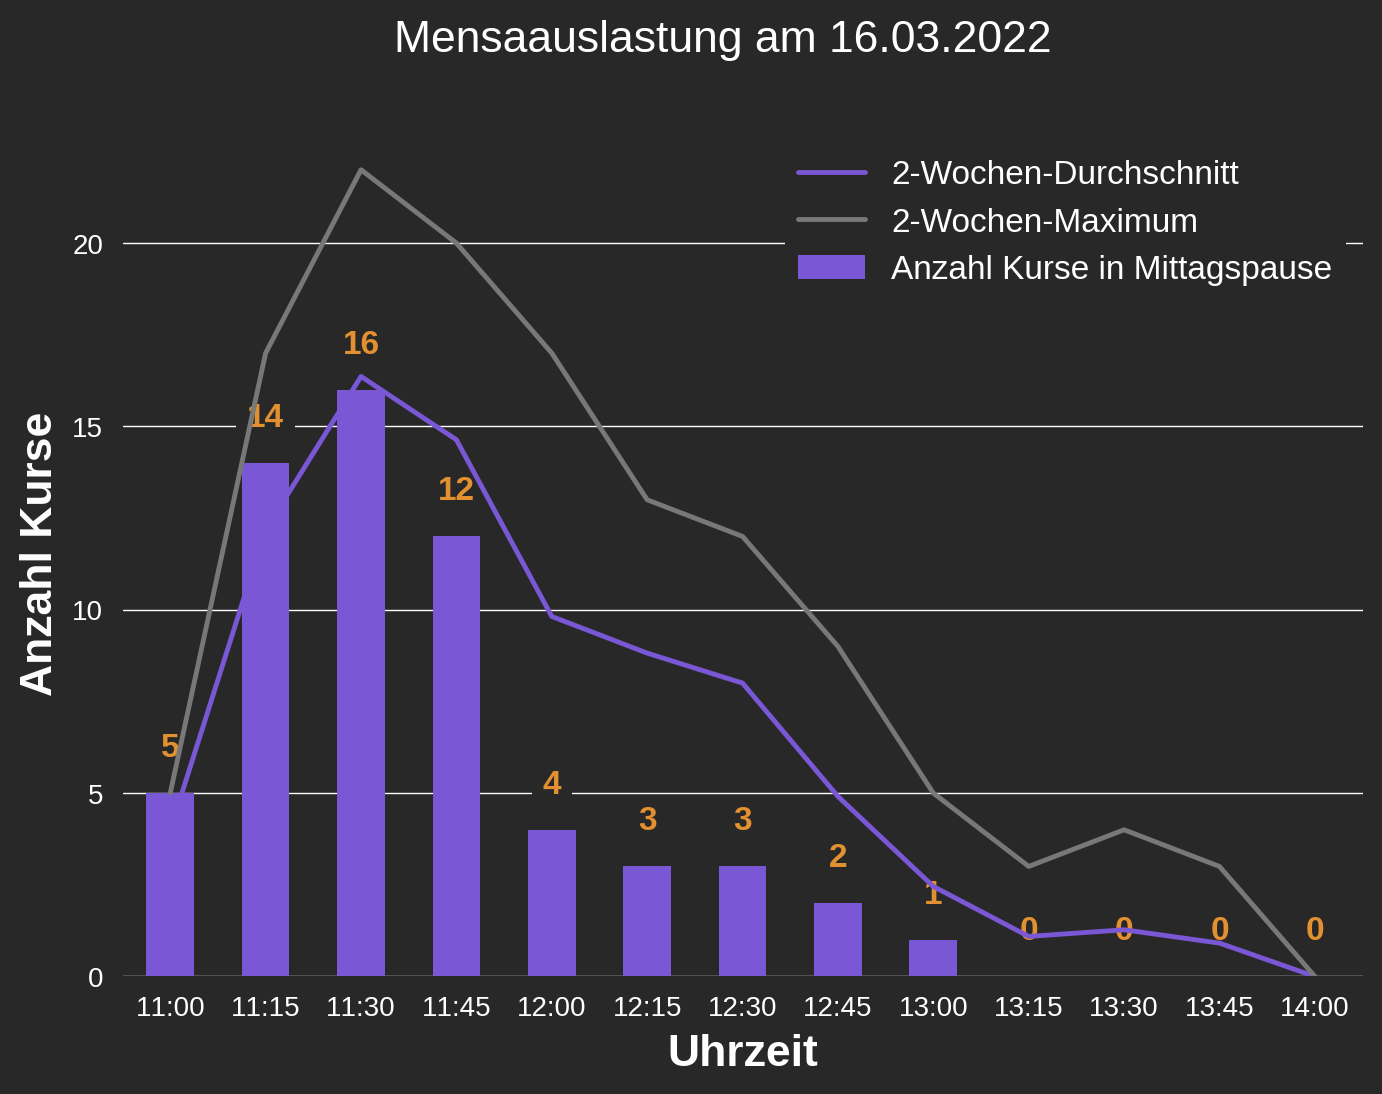 Mensaauslastung am 16.03.2022
2-Wochen-Durchschnitt
2-Wochen-Maximum
Anzahl Kurse in Mittagspause
Anzahl Kurse
20
15
10
5
0
5
14
16
12
4
3
3
2
1
0
0
0
0
11:00 11:15 11:30 11:45 12:00 12:15 12:30 12:45 13:00 13:15 13:30 13:45 14:00
Uhrzeit